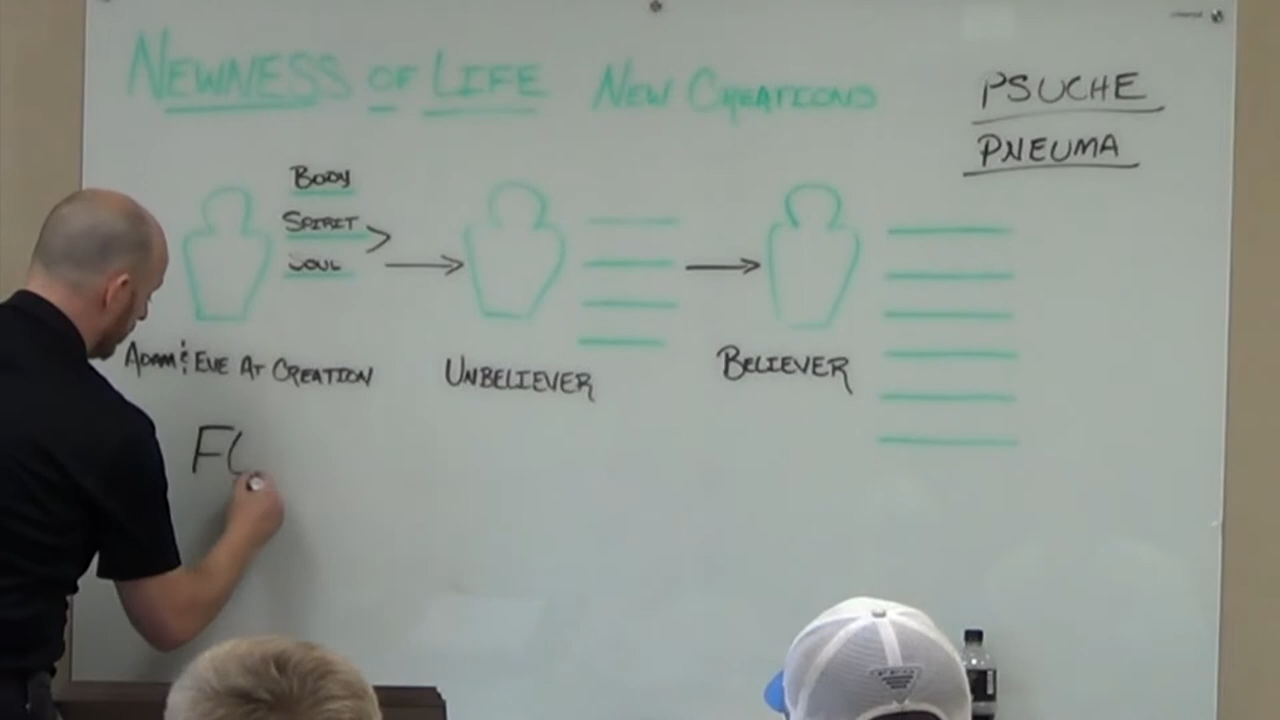 NEWNESS OF LIFE NEW CREATIONS
PSUCHE
PNEUMA
BODY
SPIRIT
SOUL
ADAM & EVE AT CREATION
UNBELIEVER
BELIEVER